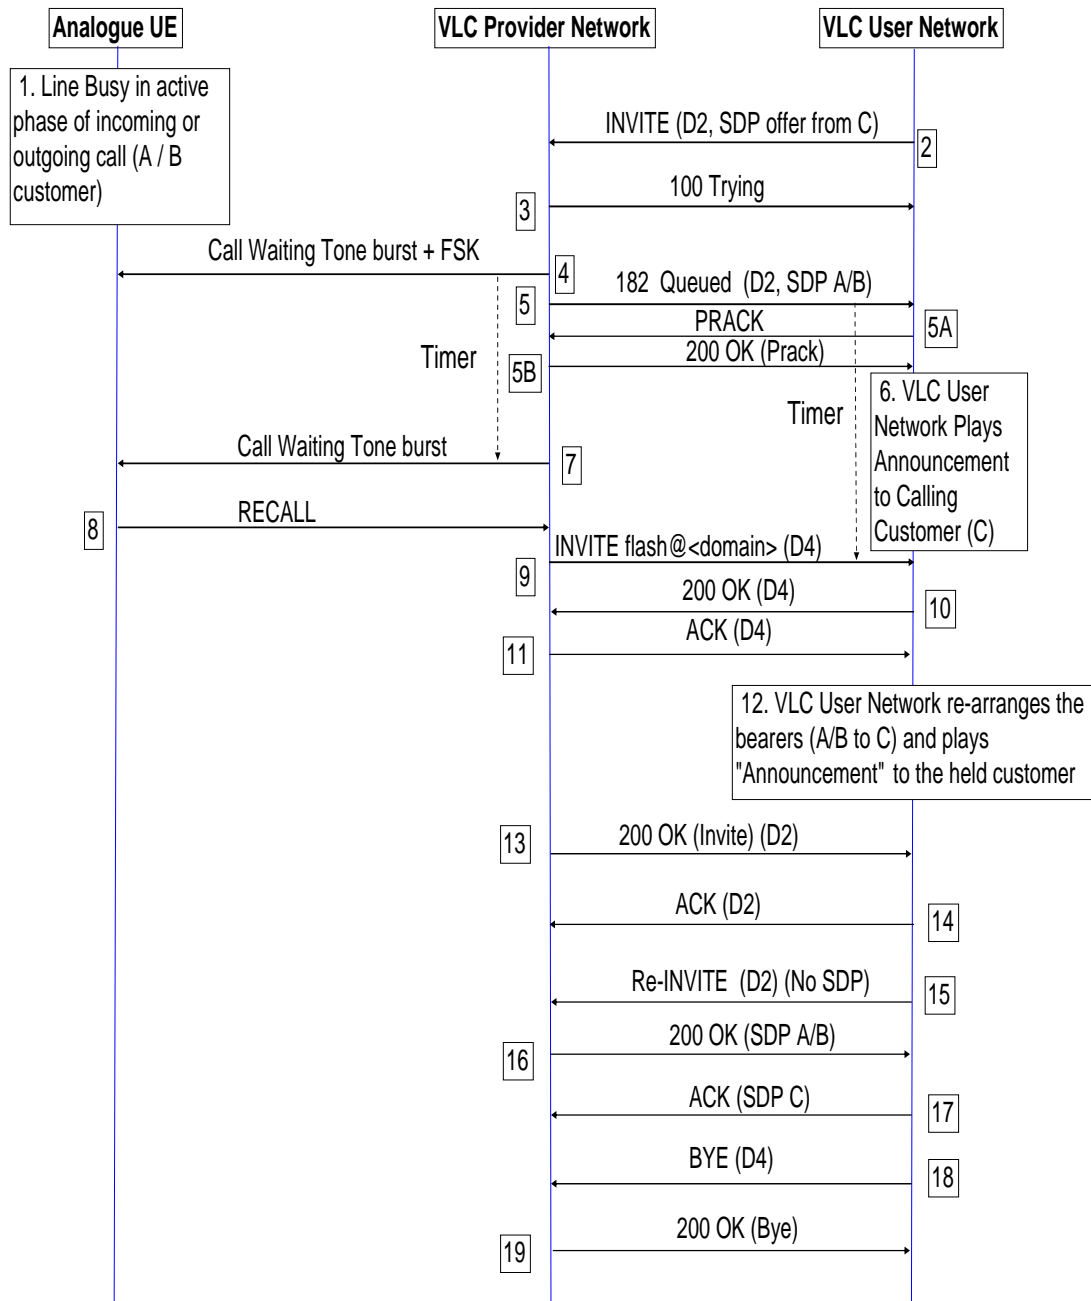 Analogue UE
VLC Provider Network
VLC User Network
1. Line Busy in active
phase of incoming or
outgoing call (A / B
customer)
INVITE (D2, SDP offer from C)
2
100 Trying
3
Call Waiting Tone burst + FSK
4
182 Queued (D2, SDP A/B)
5
PRACK
5A
200 OK (Prack)
5B
Timer
Timer
6. VLC User
Network Plays
Announcement
to Calling
Customer (C)
Call Waiting Tone burst
7
RECALL
8
INVITE flash@<domain> (D4)
9
200 OK (D4)
10
ACK (D4)
11
12. VLC User Network re-arranges the
bearers (A/B to C) and plays
"Announcement" to the held customer
200 OK (Invite) (D2)
13
ACK (D2)
14
Re-INVITE (D2) (No SDP)
15
200 OK (SDP A/B)
16
ACK (SDP C)
17
BYE (D4)
18
200 OK (Bye)
19